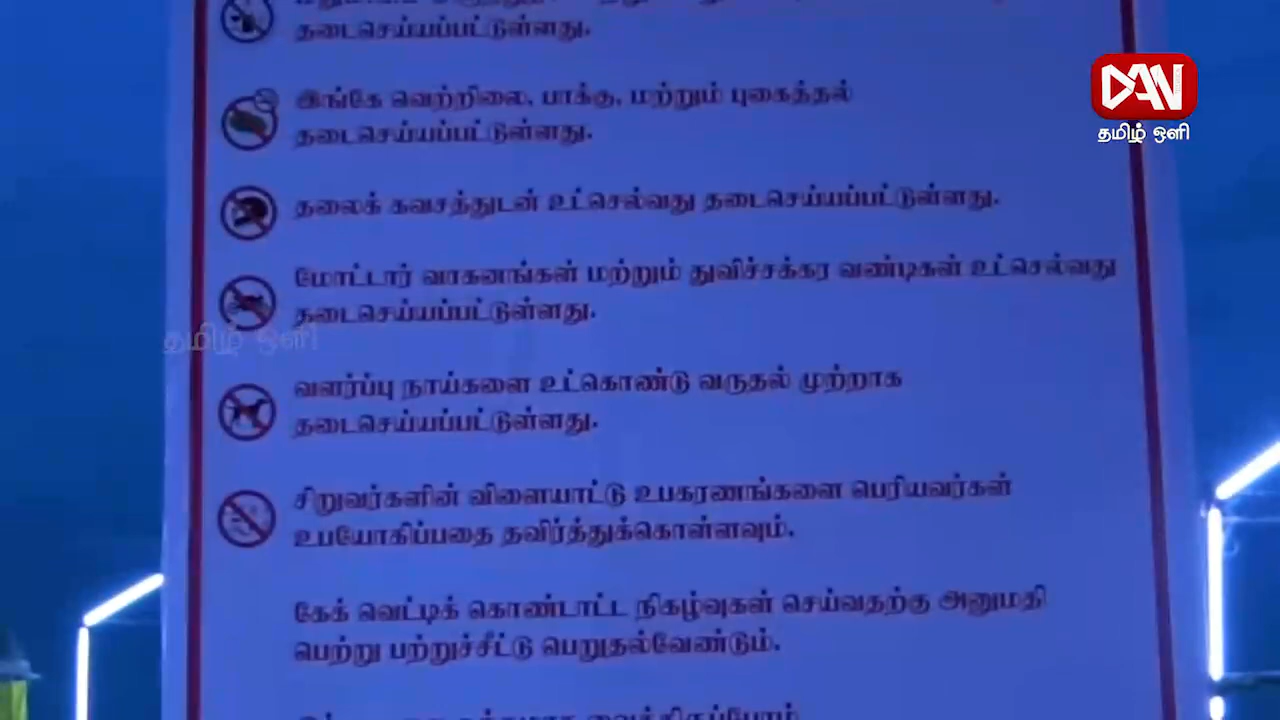 தடைசெய்யப்பட்டுள்ளது.
இங்கே வெற்றிலை, பாக்கு, மற்றும் புகைத்தல்
தடைசெய்யப்பட்டுள்ளது.
தலைக் கவசத்துடன் உட்செல்வது தடைசெய்யப்பட்டுள்ளது.
மோட்டார் வாகனங்கள் மற்றும் துவிச்சக்கர வண்டிகள் உட்செல்வது
தடைசெய்யப்பட்டுள்ளது.
வளர்ப்பு நாய்களை உட்கொண்டு வருதல் முற்றாக
தடைசெய்யப்பட்டுள்ளது.
சிறுவர்களின் விளையாட்டு உபகரணங்களை பெரியவர்கள்
உபயோகிப்பதை தவிர்த்துக்கொள்ளவும்.
கேக் வெட்டிக் கொண்டாட்ட நிகழ்வுகள் செய்வதற்கு அனுமதி
பெற்று பற்றுச்சீட்டு பெறுதல்வேண்டும்.
DAN
தமிழ் ஒளி
தமிழ் ஒளி